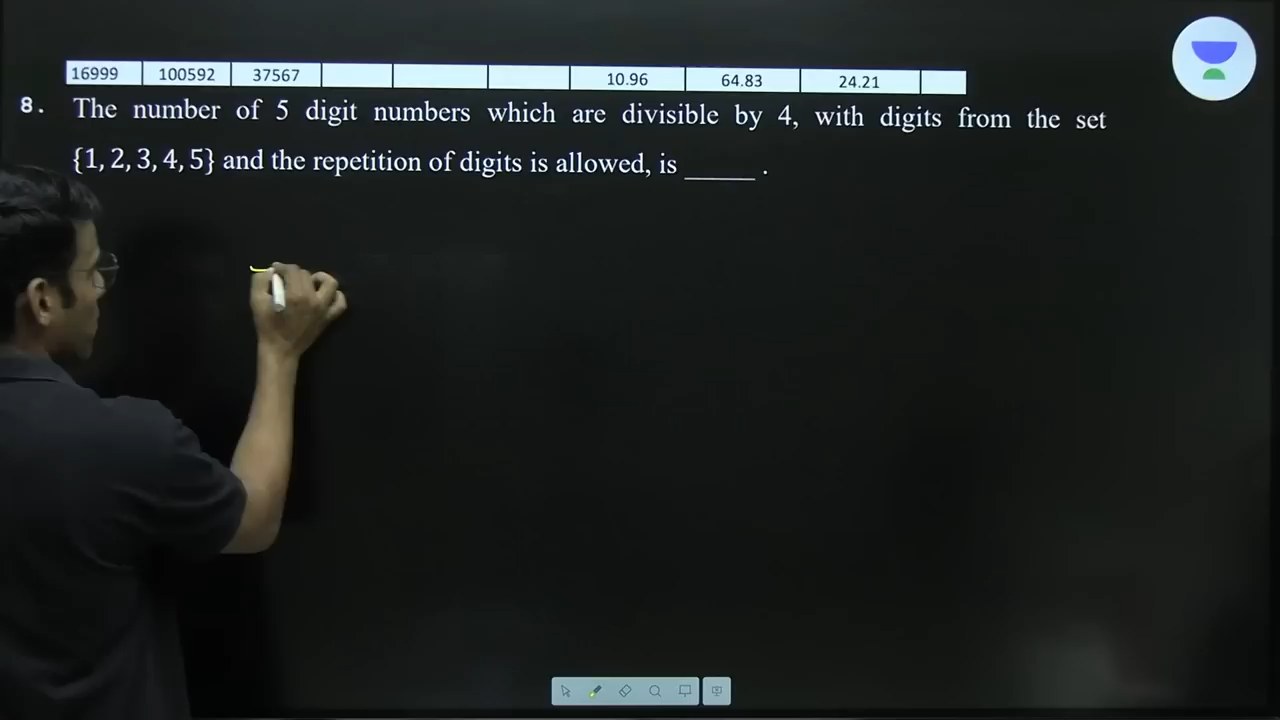 16999 100592 37567 10.96 64.83 24.21
8. The number of 5 digit numbers which are divisible by 4, with digits from the set
{1, 2, 3, 4, 5} and the repetition of digits is allowed, is _____ .